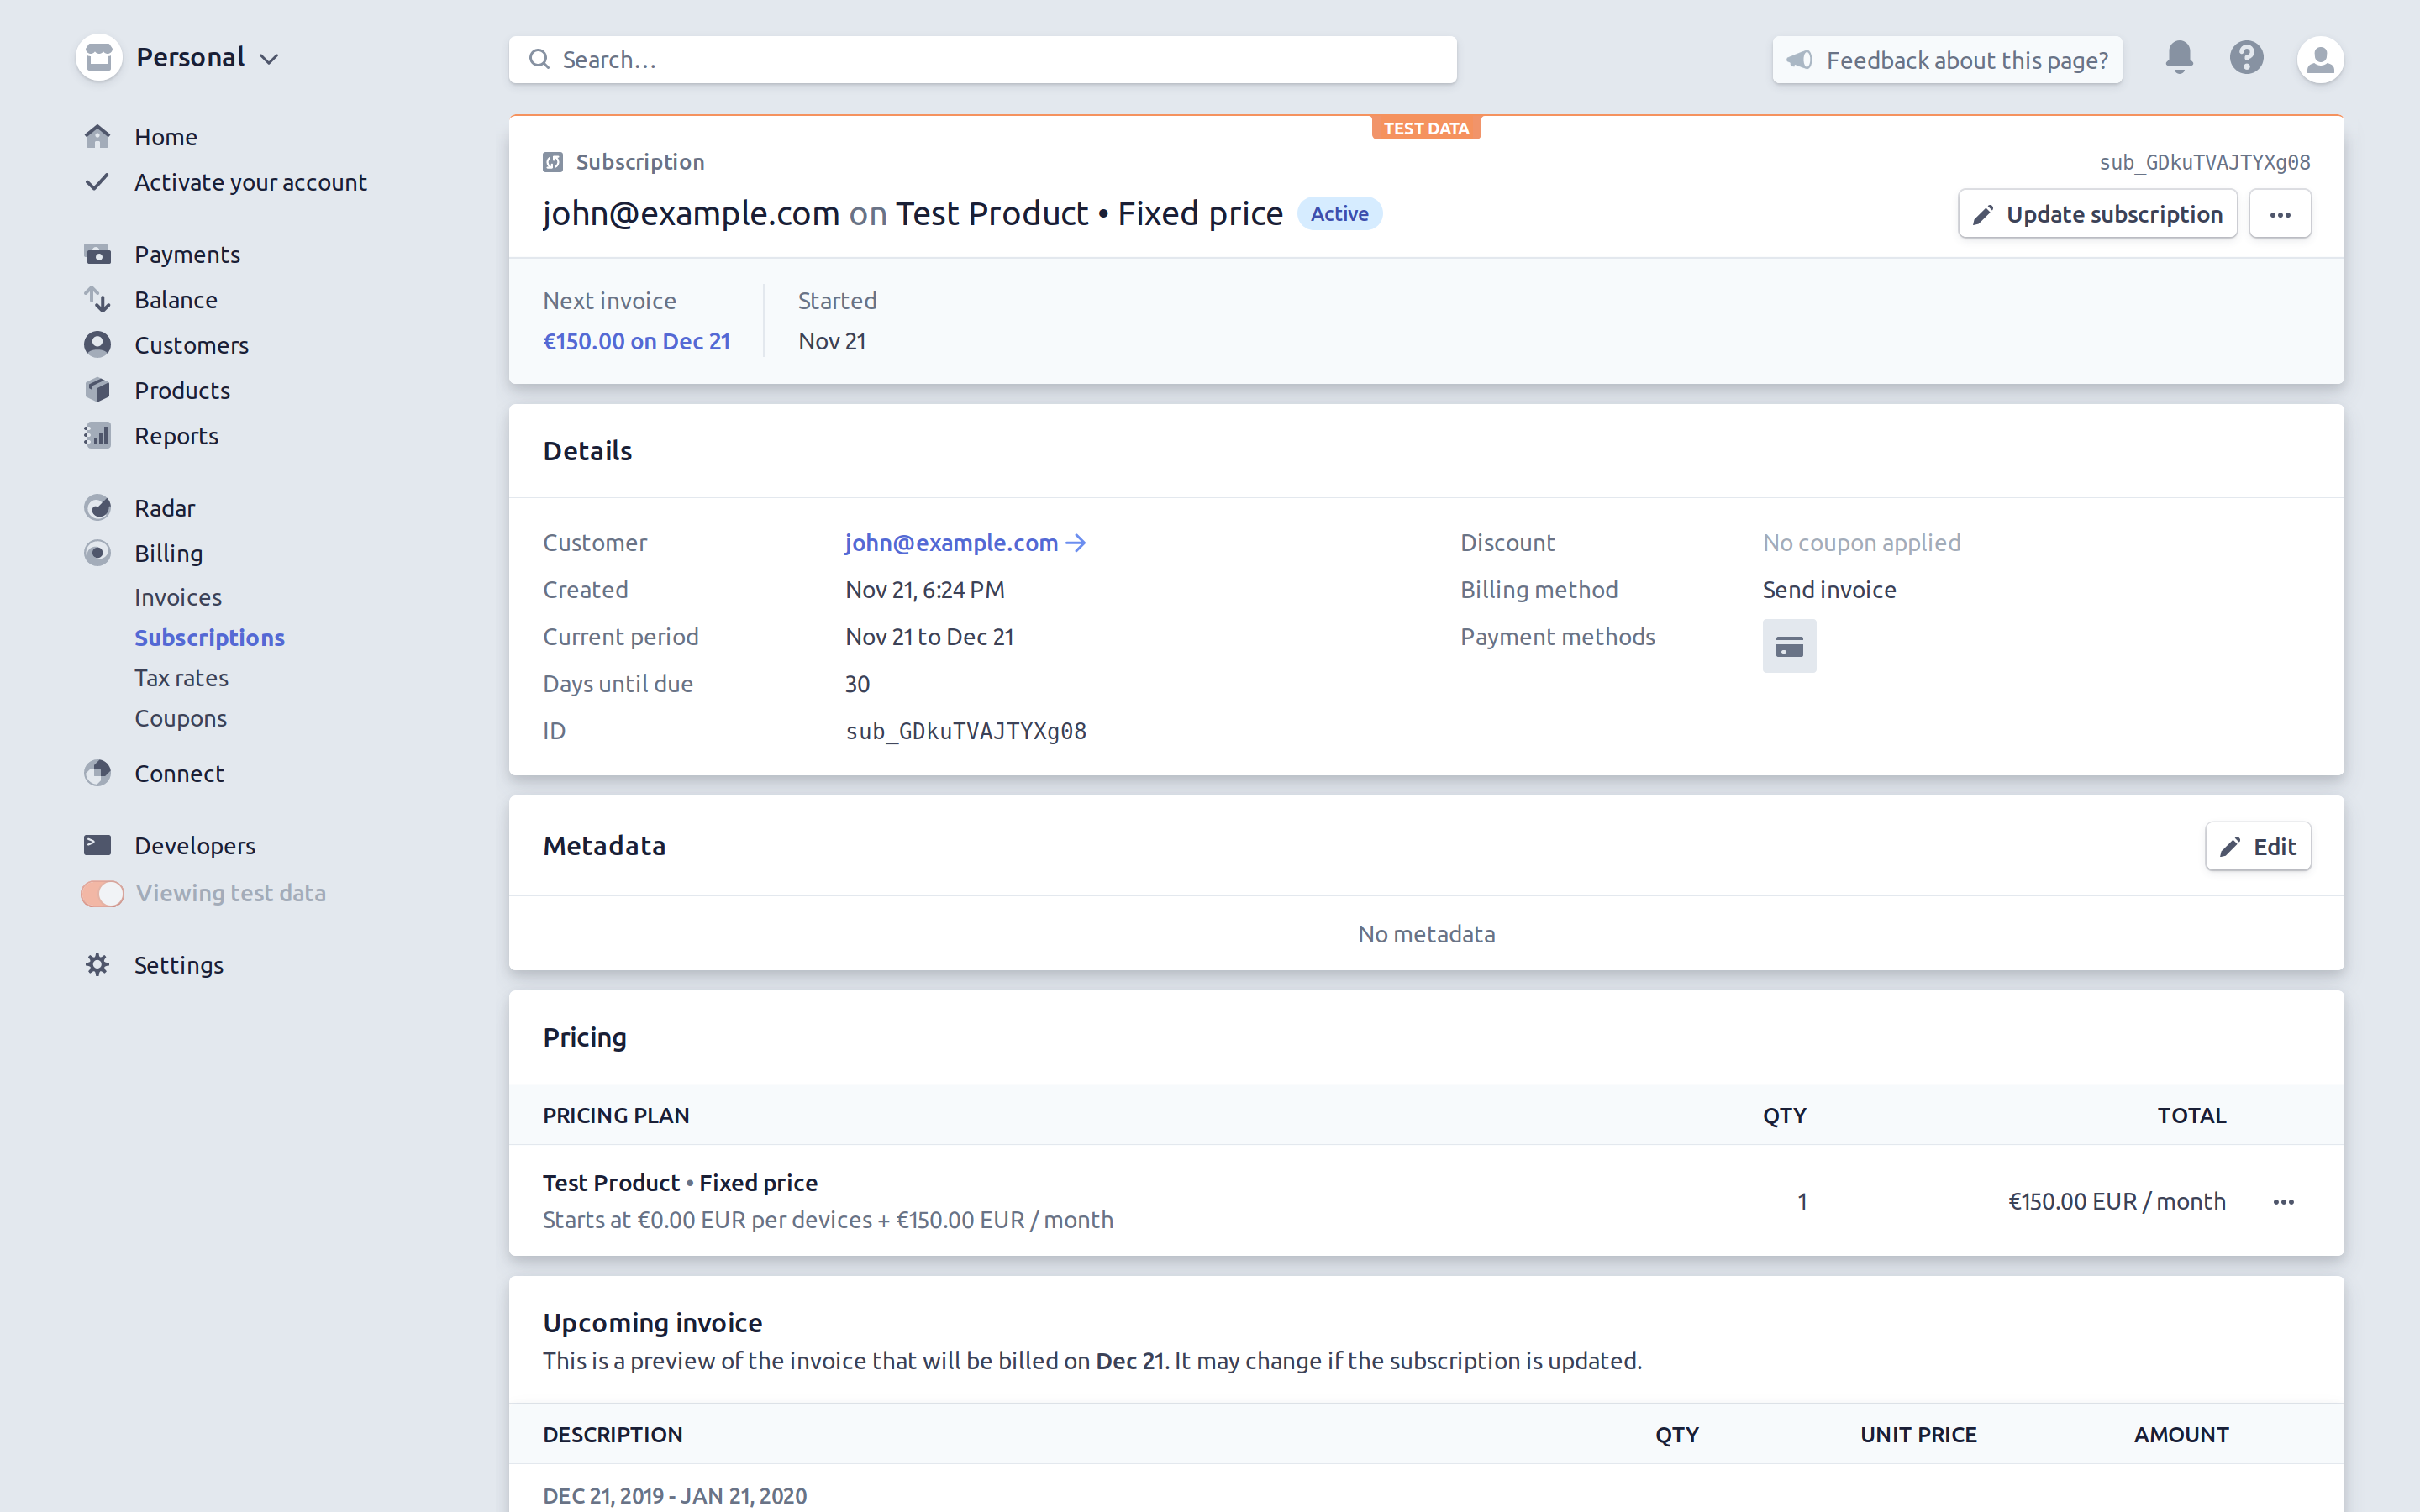 Personal
Search…
Feedback about this page?
Home
Activate your account
Payments
Balance
Customers
Products
Reports
Radar
Billing
Invoices
Subscriptions
Tax rates
Coupons
Connect
Developers
Viewing test data
Settings
TEST DATA
Subscription
sub_GDkuTVAJTYXg08
john@example.com on Test Product • Fixed price Active
Update subscription
Next invoice
€150.00 on Dec 21
Started
Nov 21
Details
Customer john@example.com
Created Nov 21, 6:24 PM
Current period Nov 21 to Dec 21
Days until due 30
ID sub_GDkuTVAJTYXg08
Discount No coupon applied
Billing method Send invoice
Payment methods
Metadata
Edit
No metadata
Pricing
PRICING PLAN QTY TOTAL
Test Product • Fixed price
Starts at €0.00 EUR per devices + €150.00 EUR / month
1 €150.00 EUR / month
Upcoming invoice
This is a preview of the invoice that will be billed on Dec 21. It may change if the subscription is updated.
DESCRIPTION QTY UNIT PRICE AMOUNT
DEC 21, 2019 - JAN 21, 2020